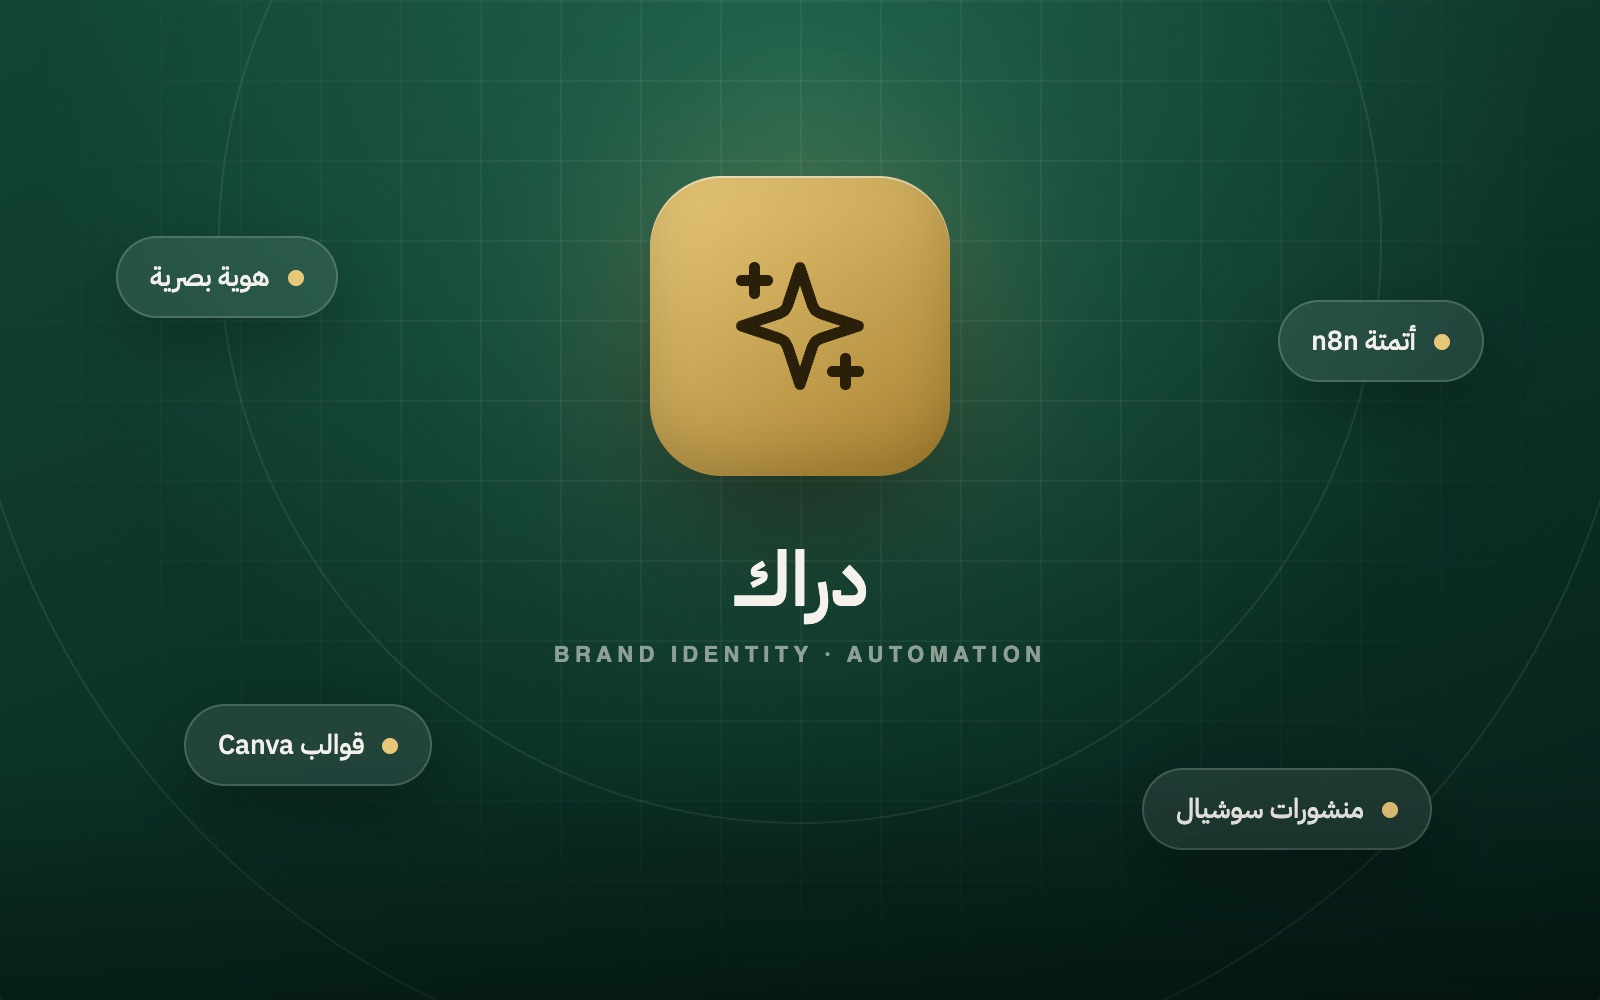 هوية بصرية
أتمتة n8n
دراك
BRAND IDENTITY · AUTOMATION
قوالب Canva
منشورات سوشيال